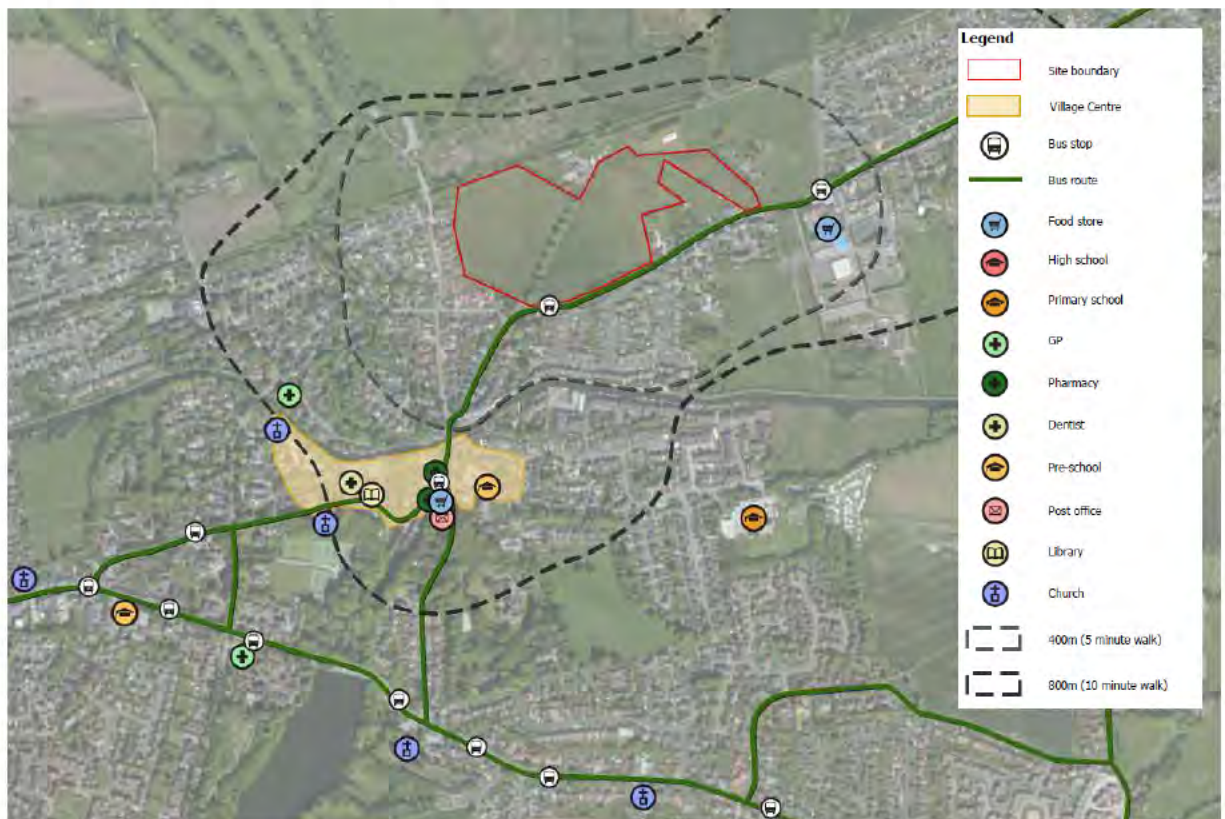 Legend
Site boundary
Village Centre
Bus stop
Bus route
Food store
High school
Primary school
GP
Pharmacy
Dentist
Pre-school
Post office
Library
Church
400m (5 minute walk)
800m (10 minute walk)